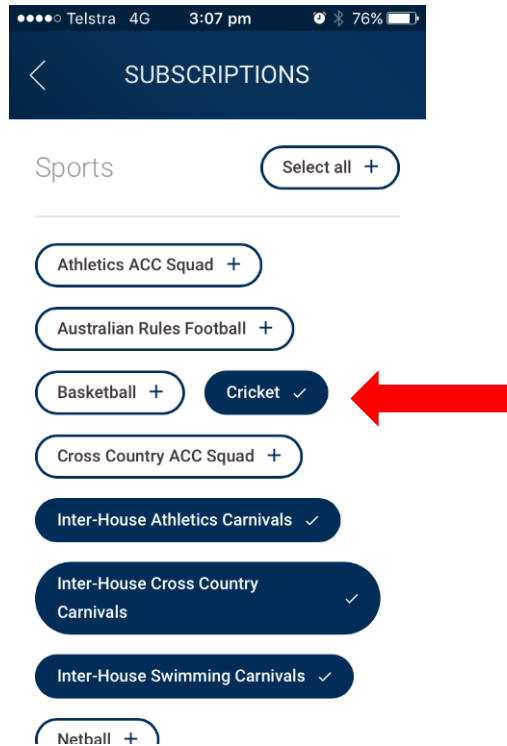 Telstra 4G 3:07 pm 76%
SUBSCRIPTIONS
Sports Select all +
Athletics ACC Squad +
Australian Rules Football +
Basketball + Cricket ✓
Cross Country ACC Squad +
Inter-House Athletics Carnivals ✓
Inter-House Cross Country
Carnivals ✓
Inter-House Swimming Carnivals ✓
Netball +